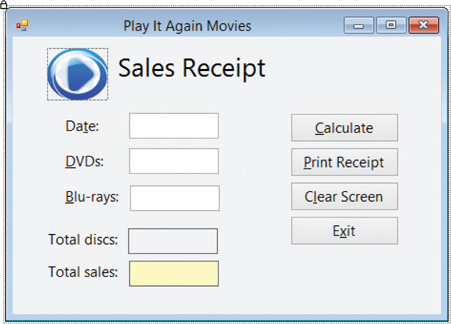 Play It Again Movies
Sales Receipt
Date:
Calculate
DVDs:
Print Receipt
Blu-rays:
Clear Screen
Exit
Total discs:
Total sales: